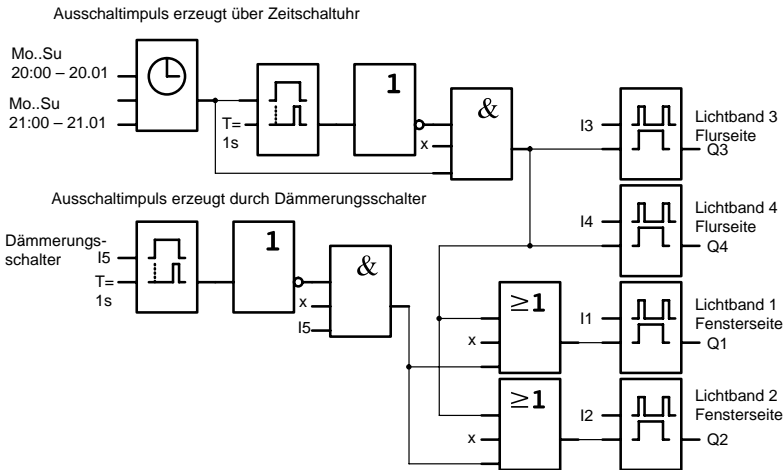 Ausschaltimpuls erzeugt über Zeitschaltuhr
Mo..Su
20:00 – 20.01
Mo..Su
21:00 – 21.01
T=
1s
1
x
&
I3
Lichtband 3
Flurseite
Q3
I4
Lichtband 4
Flurseite
Q4
Ausschaltimpuls erzeugt durch Dämmerungsschalter
Dämmerungs-
schalter
I5
T=
1s
1
x
I5
&
≥1
x
I1
Lichtband 1
Fensterseite
Q1
≥1
x
I2
Lichtband 2
Fensterseite
Q2